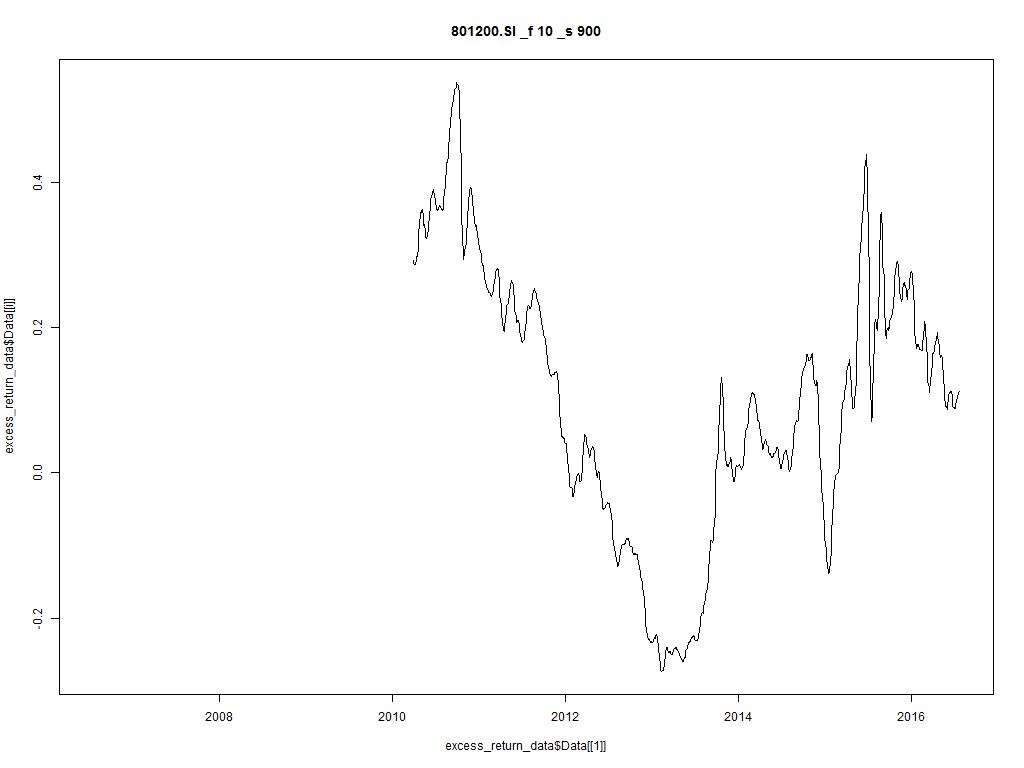 801200.SI _f 10 _s 900
excess_return_data$Data[[i]]
0.4
0.2
0.0
-0.2
2008 2010 2012 2014 2016
excess_return_data$Data[[1]]